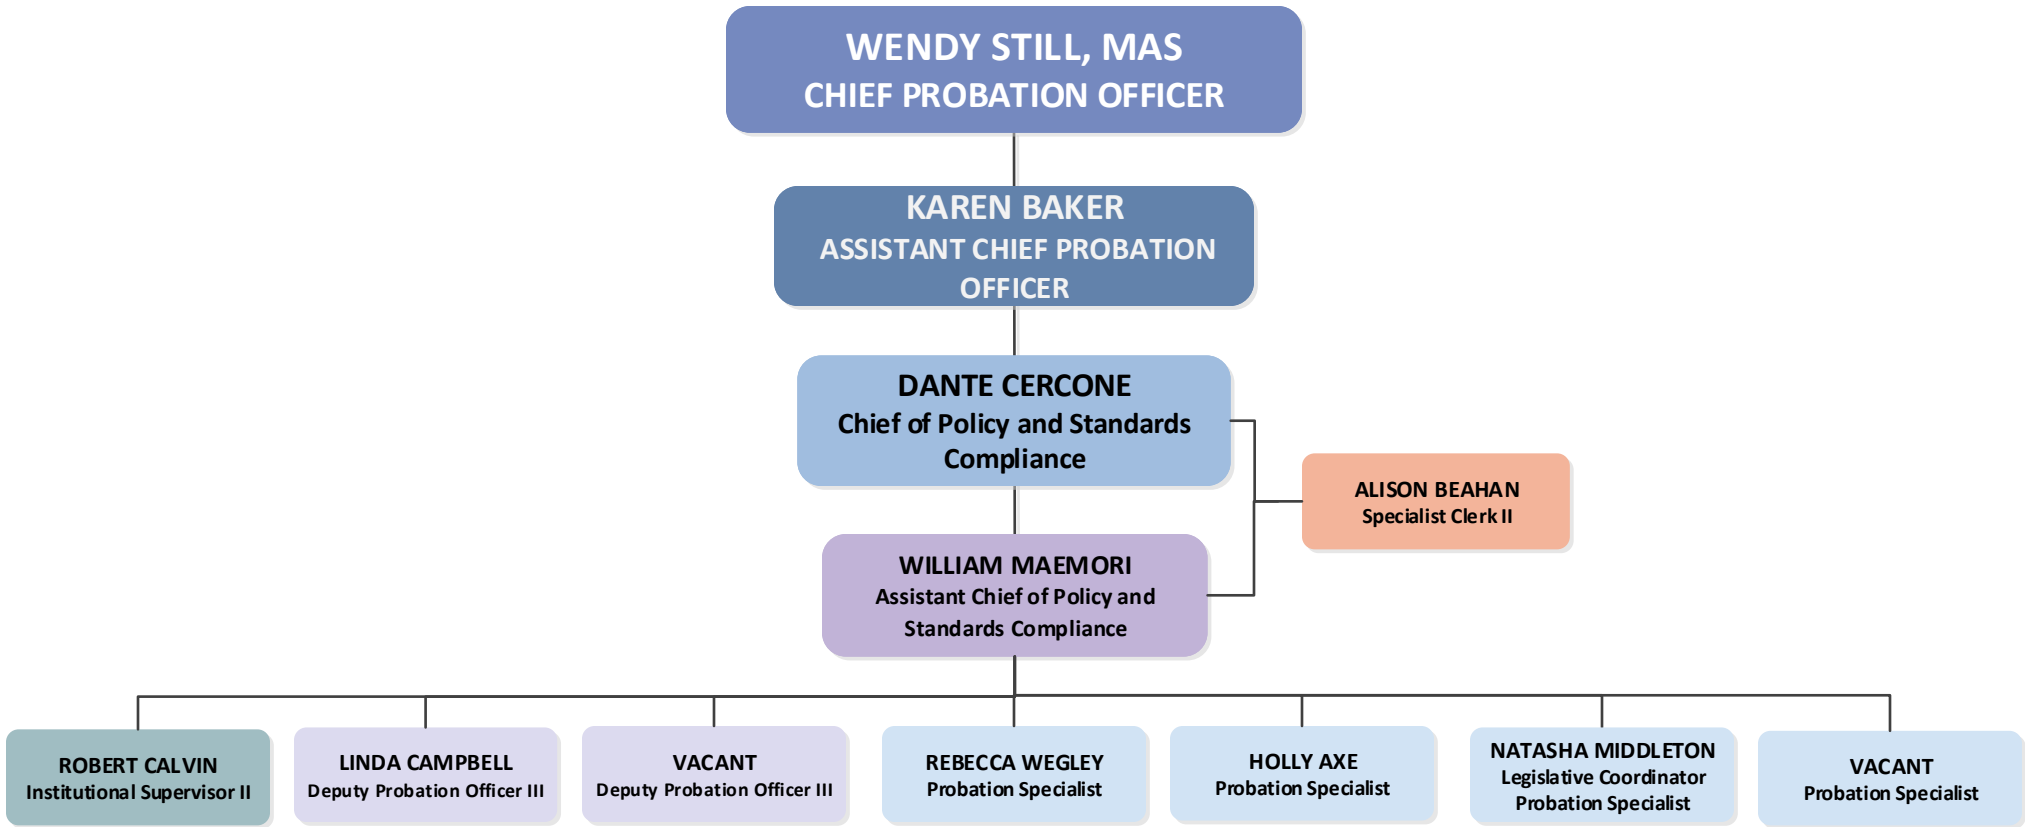 WENDY STILL, MAS
CHIEF PROBATION OFFICER
KAREN BAKER
ASSISTANT CHIEF PROBATION
OFFICER
DANTE CERCONE
Chief of Policy and Standards
Compliance
ALISON BEAHAN
Specialist Clerk II
WILLIAM MAEMORI
Assistant Chief of Policy and
Standards Compliance
ROBERT CALVIN
Institutional Supervisor II
LINDA CAMPBELL
Deputy Probation Officer III
VACANT
Deputy Probation Officer III
REBECCA WEGLEY
Probation Specialist
HOLLY AXE
Probation Specialist
NATASHA MIDDLETON
Legislative Coordinator
Probation Specialist
VACANT
Probation Specialist